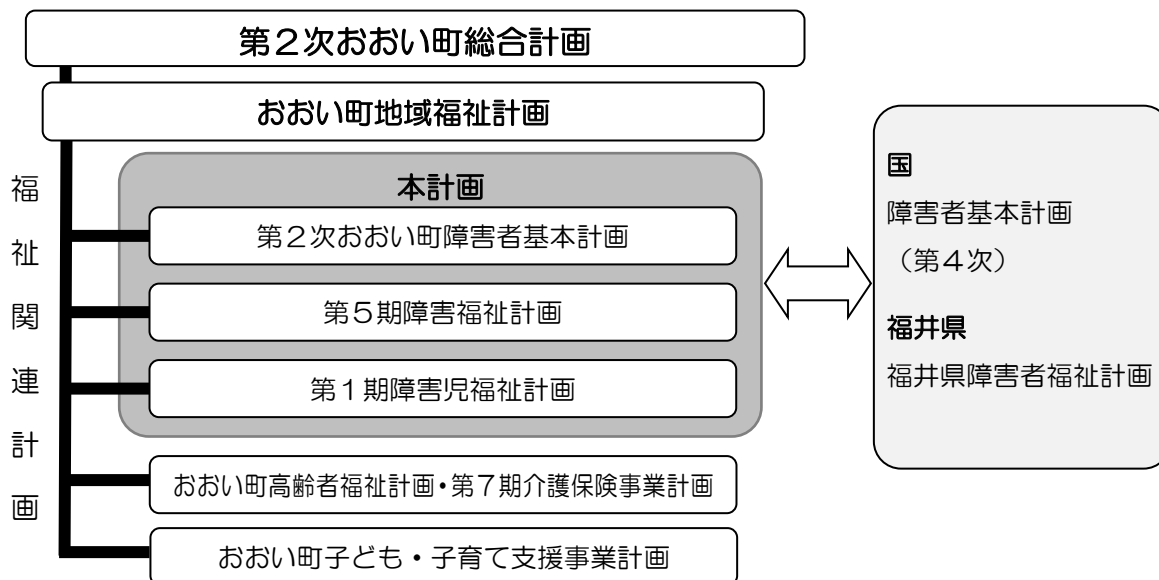 第２次おおい町総合計画
おおい町地域福祉計画
福祉関連計画
本計画
第２次おおい町障害者基本計画
第５期障害福祉計画
第１期障害児福祉計画
おおい町高齢者福祉計画・第７期介護保険事業計画
おおい町子ども・子育て支援事業計画
国
障害者基本計画
（第４次）
福井県
福井県障害者福祉計画